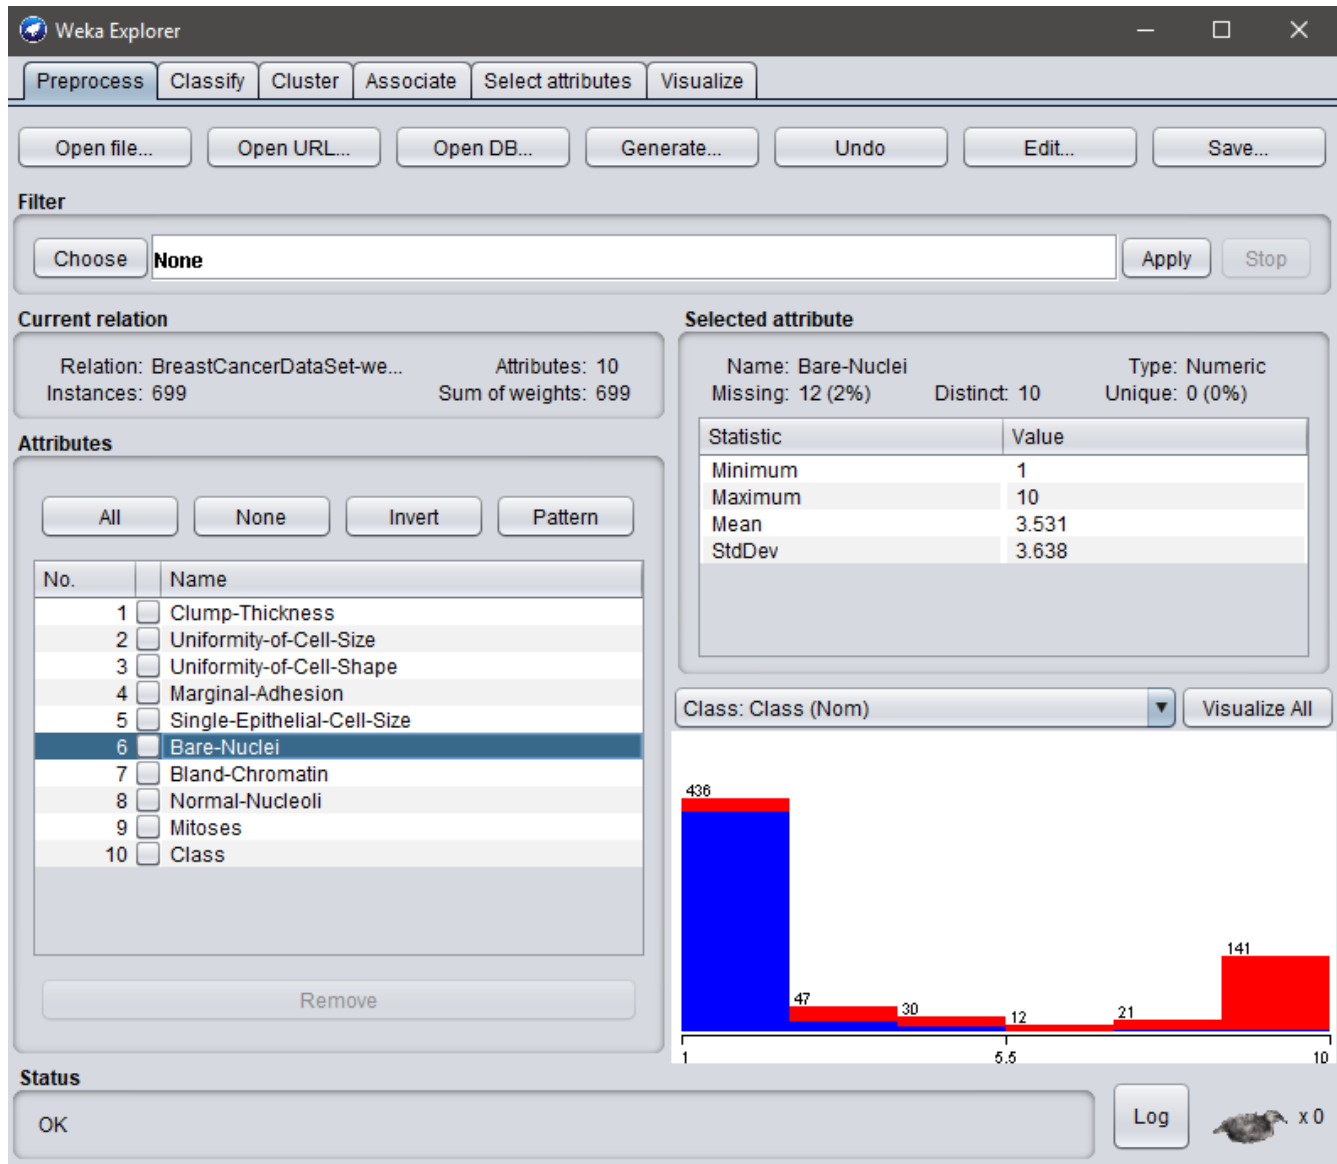 Weka Explorer
Preprocess Classify Cluster Associate Select attributes Visualize
Open file... Open URL... Open DB... Generate... Undo Edit... Save...
Filter
Choose None Apply Stop
Current relation
Relation: BreastCancerDataSet-we... Attributes: 10
Instances: 699 Sum of weights: 699
Attributes
All None Invert Pattern
No. Name
1 Clump-Thickness
2 Uniformity-of-Cell-Size
3 Uniformity-of-Cell-Shape
4 Marginal-Adhesion
5 Single-Epithelial-Cell-Size
6 Bare-Nuclei
7 Bland-Chromatin
8 Normal-Nucleoli
9 Mitoses
10 Class
Remove
Selected attribute
Name: Bare-Nuclei Type: Numeric
Missing: 12 (2%) Distinct: 10 Unique: 0 (0%)
Statistic Value
Minimum 1
Maximum 10
Mean 3.531
StdDev 3.638
Class: Class (Nom) Visualize All
436
47
30
12
21
141
1 5.5 10
Status
OK
Log x 0